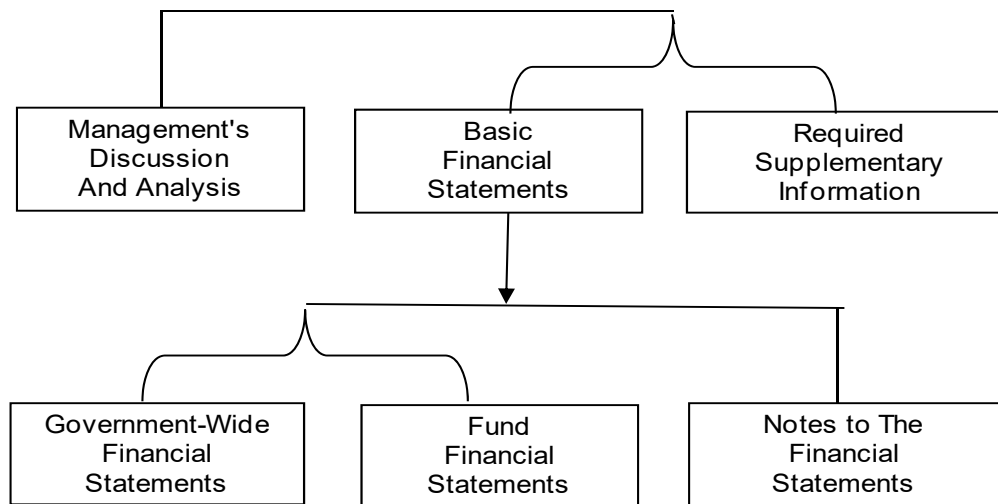 Management's
Discussion
And Analysis
Basic
Financial
Statements
Required
Supplementary
Information
Government-Wide
Financial
Statements
Fund
Financial
Statements
Notes to The
Financial
Statements